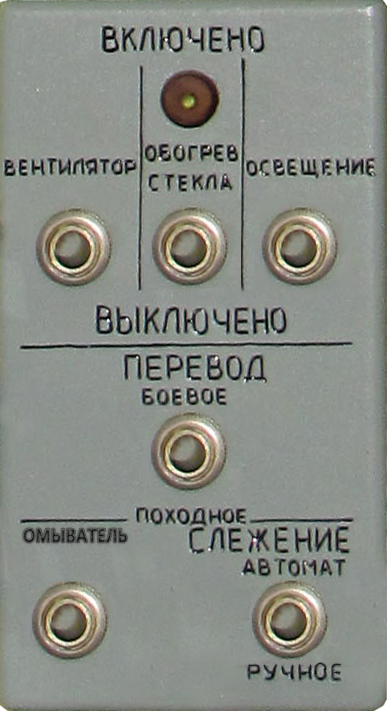 ВКЛЮЧЕНО
ВЕНТИЛЯТОР
ОБОГРЕВ
СТЕКЛА
ОСВЕЩЕНИЕ
ВЫКЛЮЧЕНО
ПЕРЕВОД
БОЕВОЕ
ПОХОДНОЕ
ОМЫВАТЕЛЬ
СЛЕЖЕНИЕ
АВТОМАТ
РУЧНОЕ